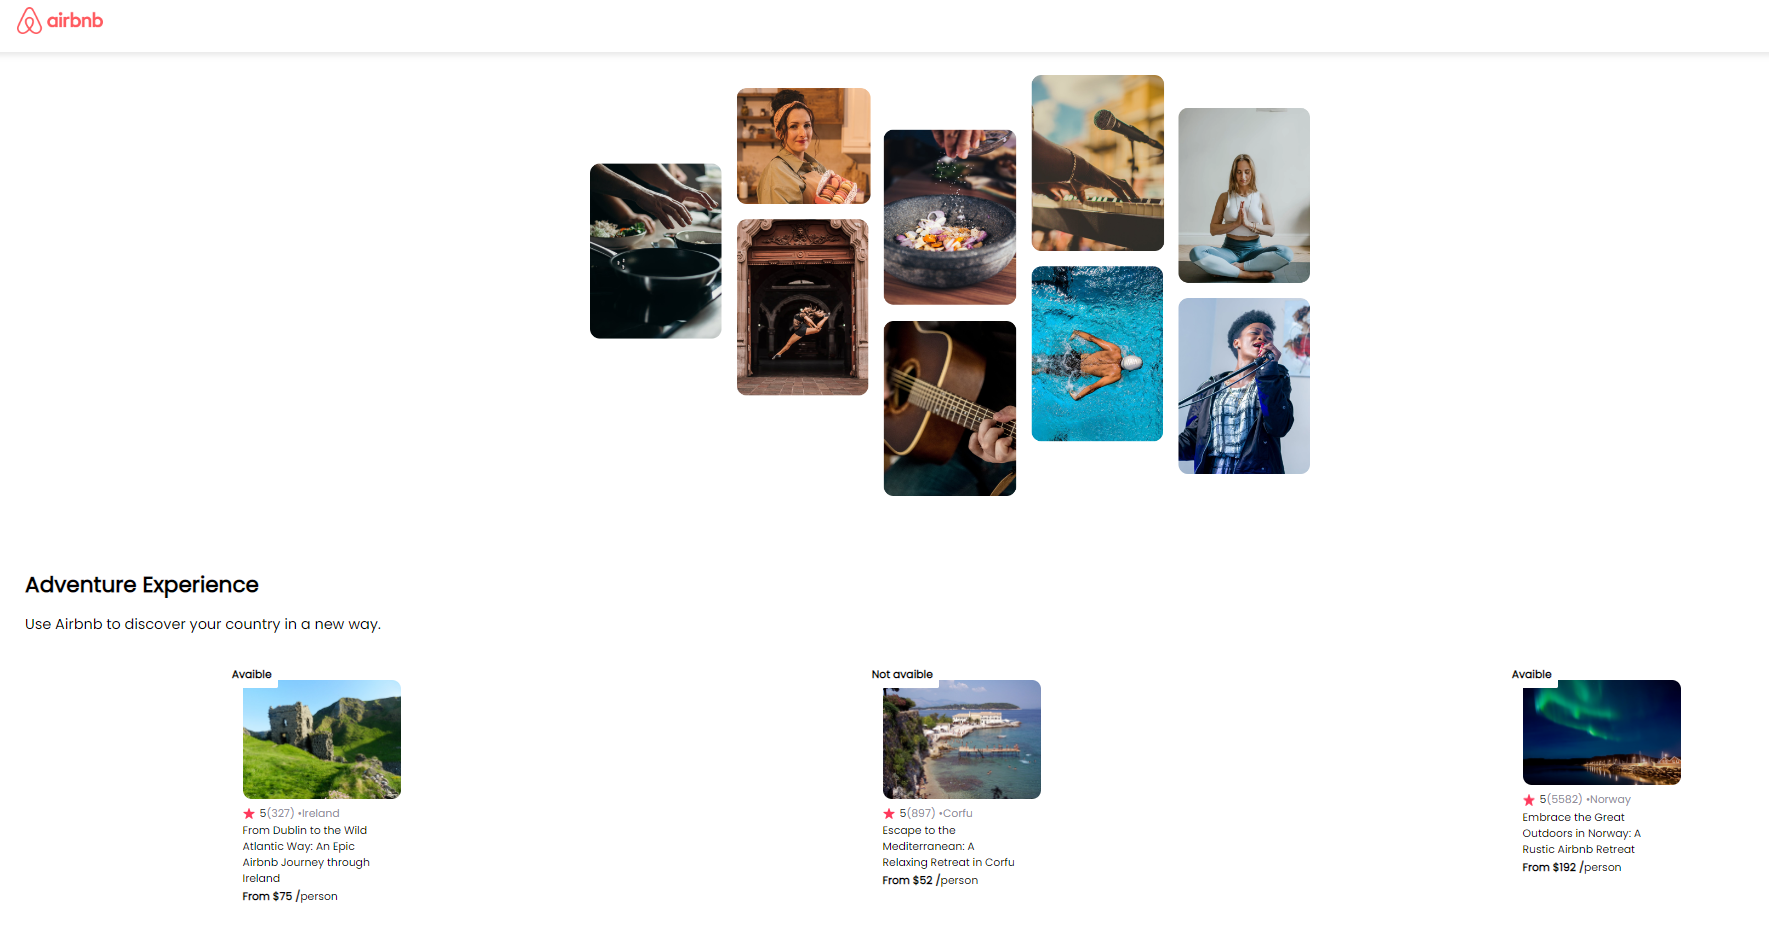 airbnb
Adventure Experience
Use Airbnb to discover your country in a new way.
Avaible
5(327) •Ireland
From Dublin to the Wild
Atlantic Way: An Epic
Airbnb Journey through
Ireland
From $75 /person
Not avaible
5(897) •Corfu
Escape to the
Mediterranean: A
Relaxing Retreat in Corfu
From $52 /person
Avaible
5(5582) •Norway
Embrace the Great
Outdoors in Norway: A
Rustic Airbnb Retreat
From $192 /person